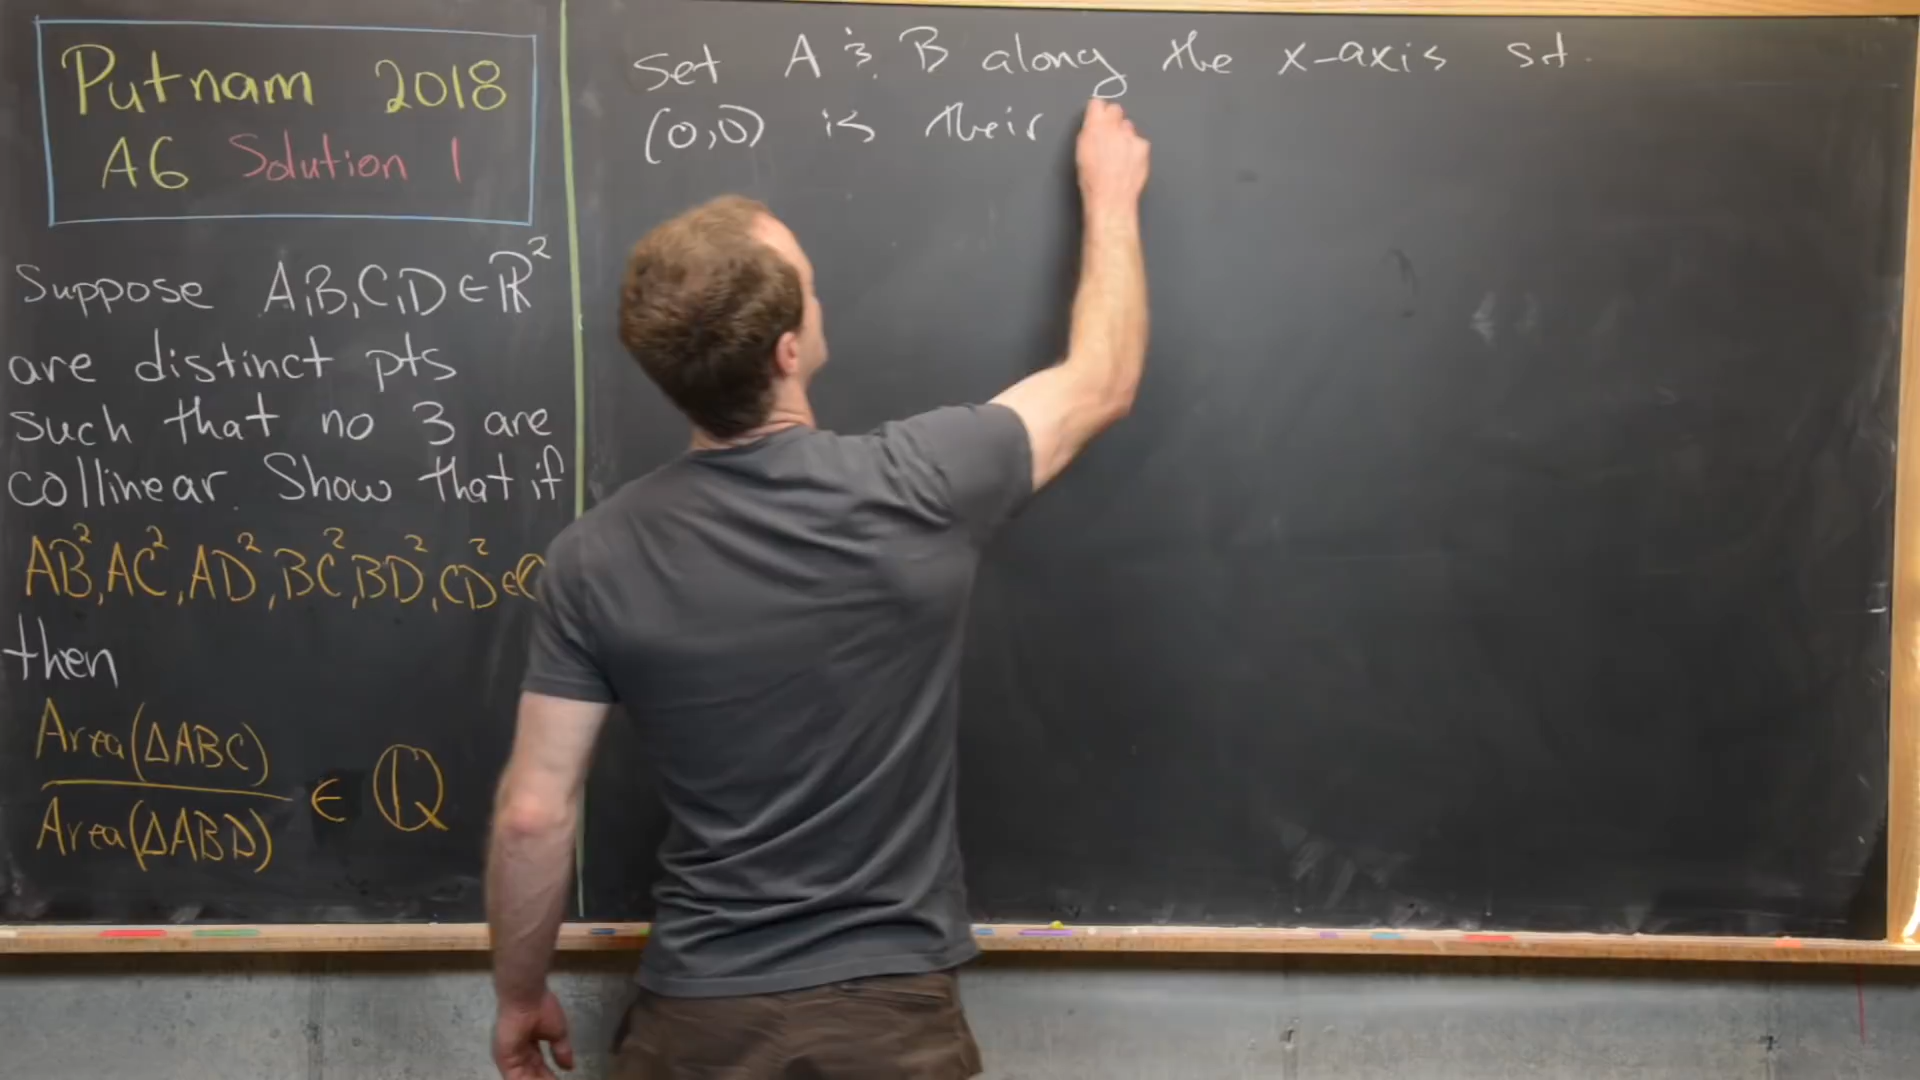 Putnam 2018
A6 Solution 1
Suppose A,B,C,D ∈ ℝ²
are distinct pts
such that no 3 are
collinear. Show that if
AB², AC², AD², BC², BD², CD² ∈
then
Area(ΔABC)
Area(ΔABD)
∈ ℚ
Set A & B along the x-axis st.
(0,0) is their